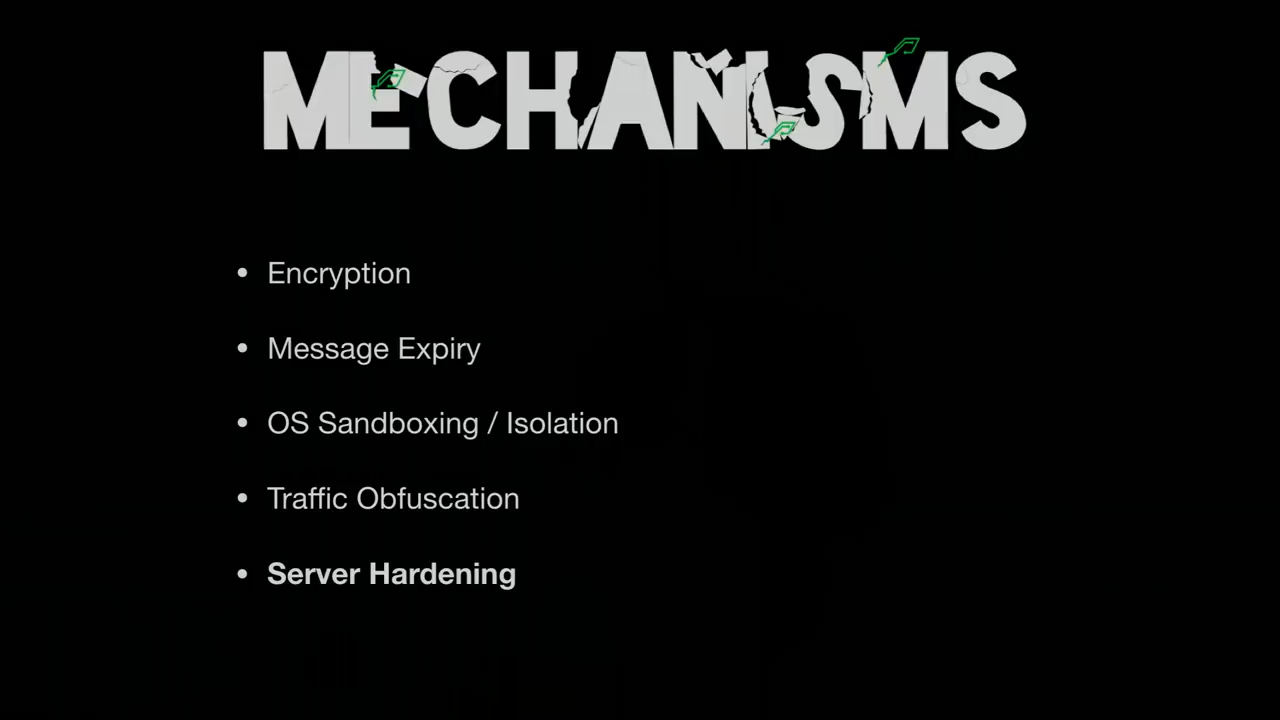 MECHANISMS
• Encryption
• Message Expiry
• OS Sandboxing / Isolation
• Traffic Obfuscation
• Server Hardening